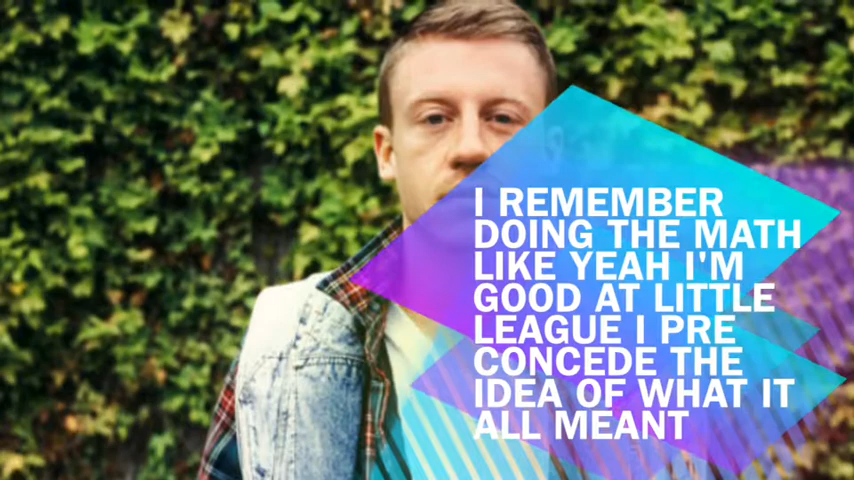 I REMEMBER
DOING THE MATH
LIKE YEAH I'M
GOOD AT LITTLE
LEAGUE I PRE
CONCEDE THE
IDEA OF WHAT IT
ALL MEANT